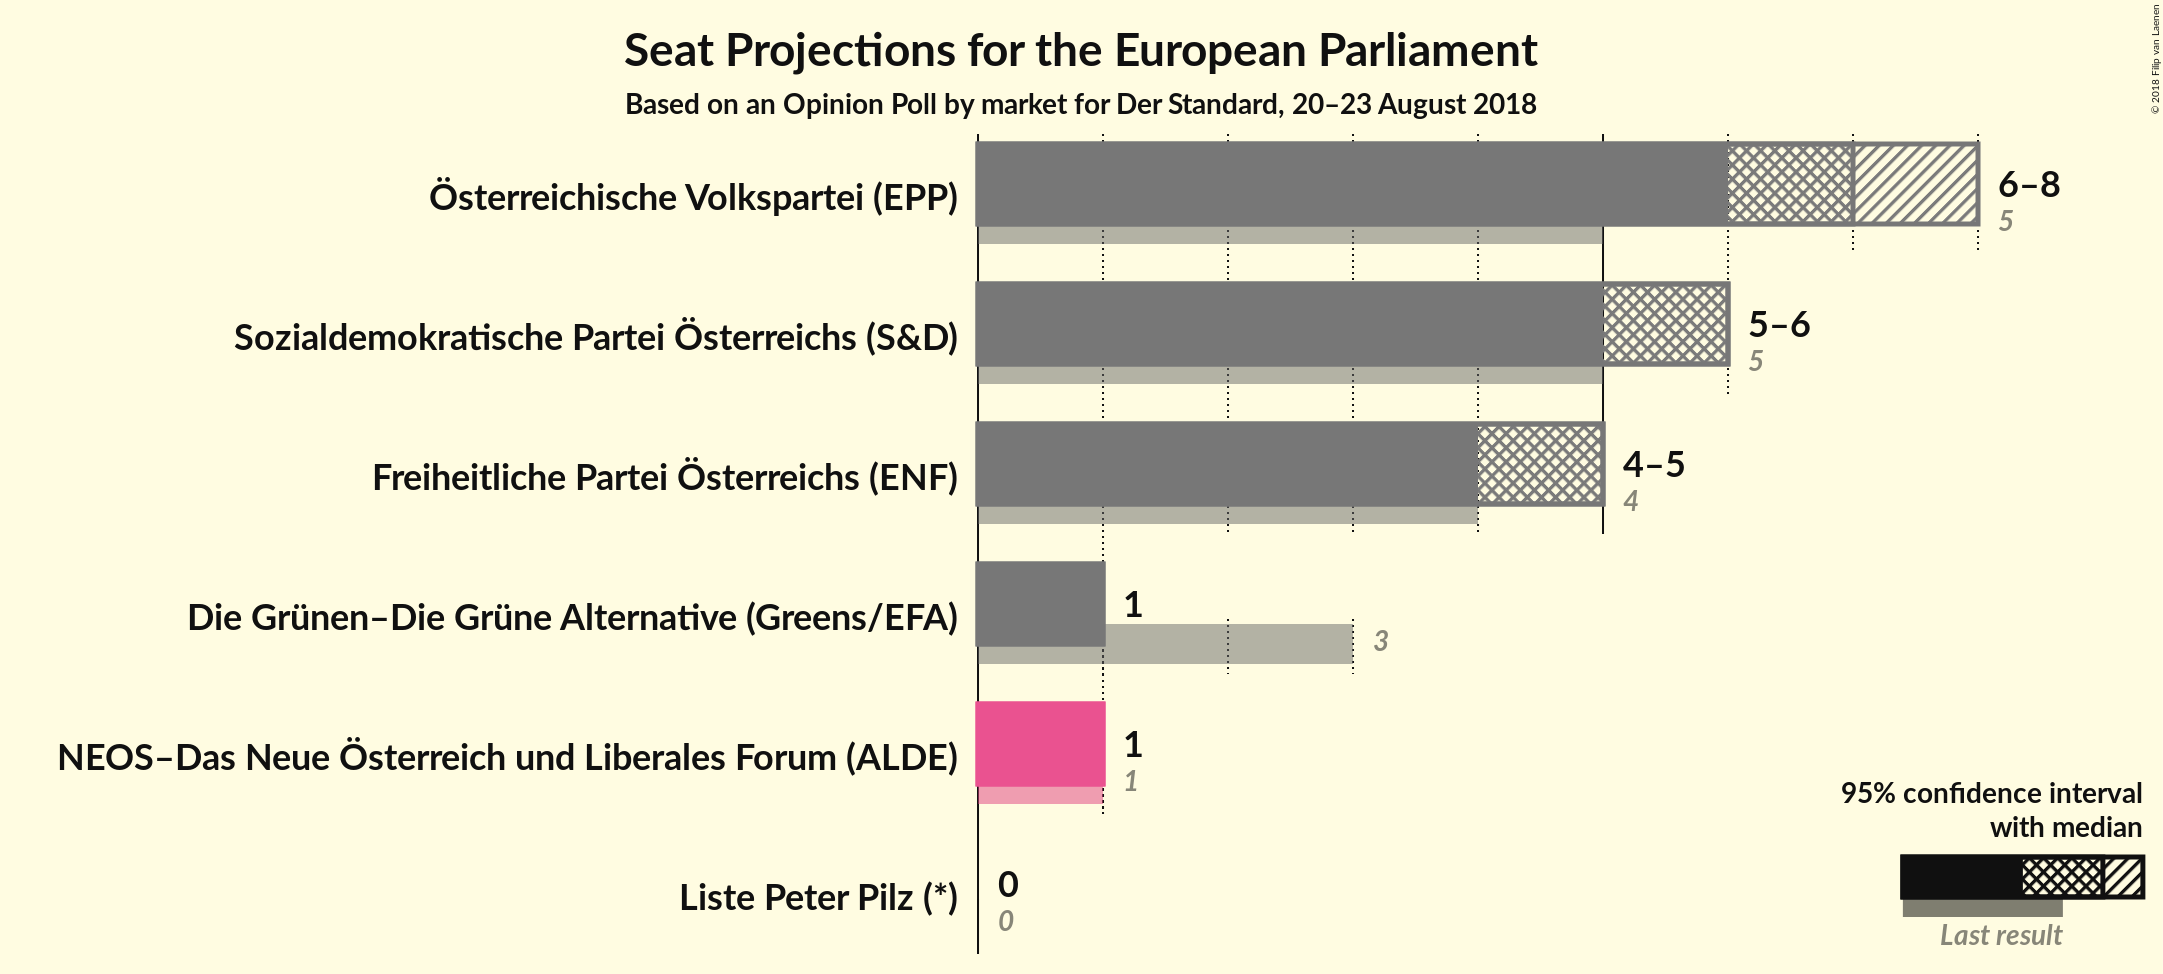 Seat Projections for the European Parliament
Based on an Opinion Poll by market for Der Standard, 20–23 August 2018
© 2018 Filip van Laenen
Österreichische Volkspartei (EPP)
6–8
5
Sozialdemokratische Partei Österreichs (S&D)
5–6
5
Freiheitliche Partei Österreichs (ENF)
4–5
4
Die Grünen–Die Grüne Alternative (Greens/EFA)
1
3
NEOS–Das Neue Österreich und Liberales Forum (ALDE)
1
1
Liste Peter Pilz (*)
0
0
95% confidence interval
with median
Last result